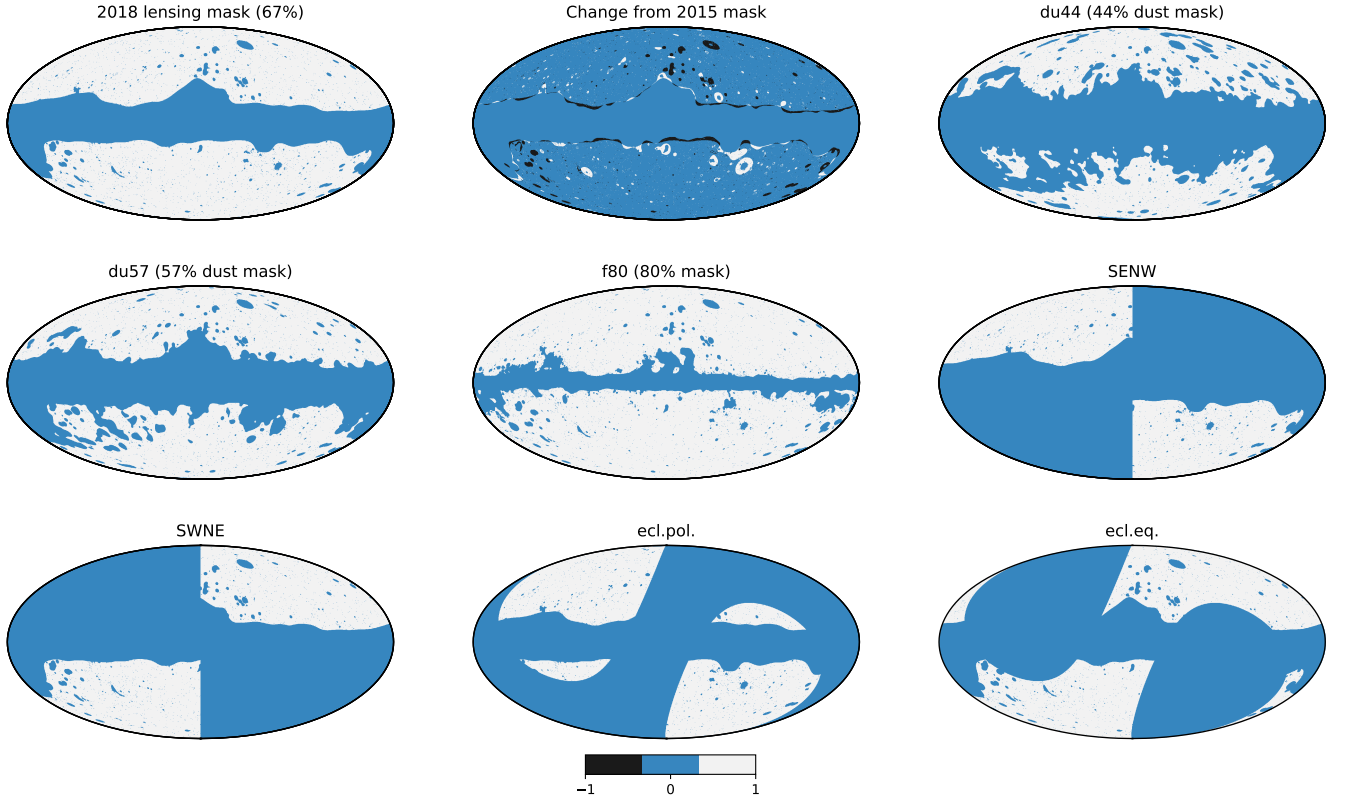 2018 lensing mask (67%)
Change from 2015 mask
du44 (44% dust mask)
du57 (57% dust mask)
f80 (80% mask)
SENW
SWNE
ecl.pol.
ecl.eq.
−1
0
1